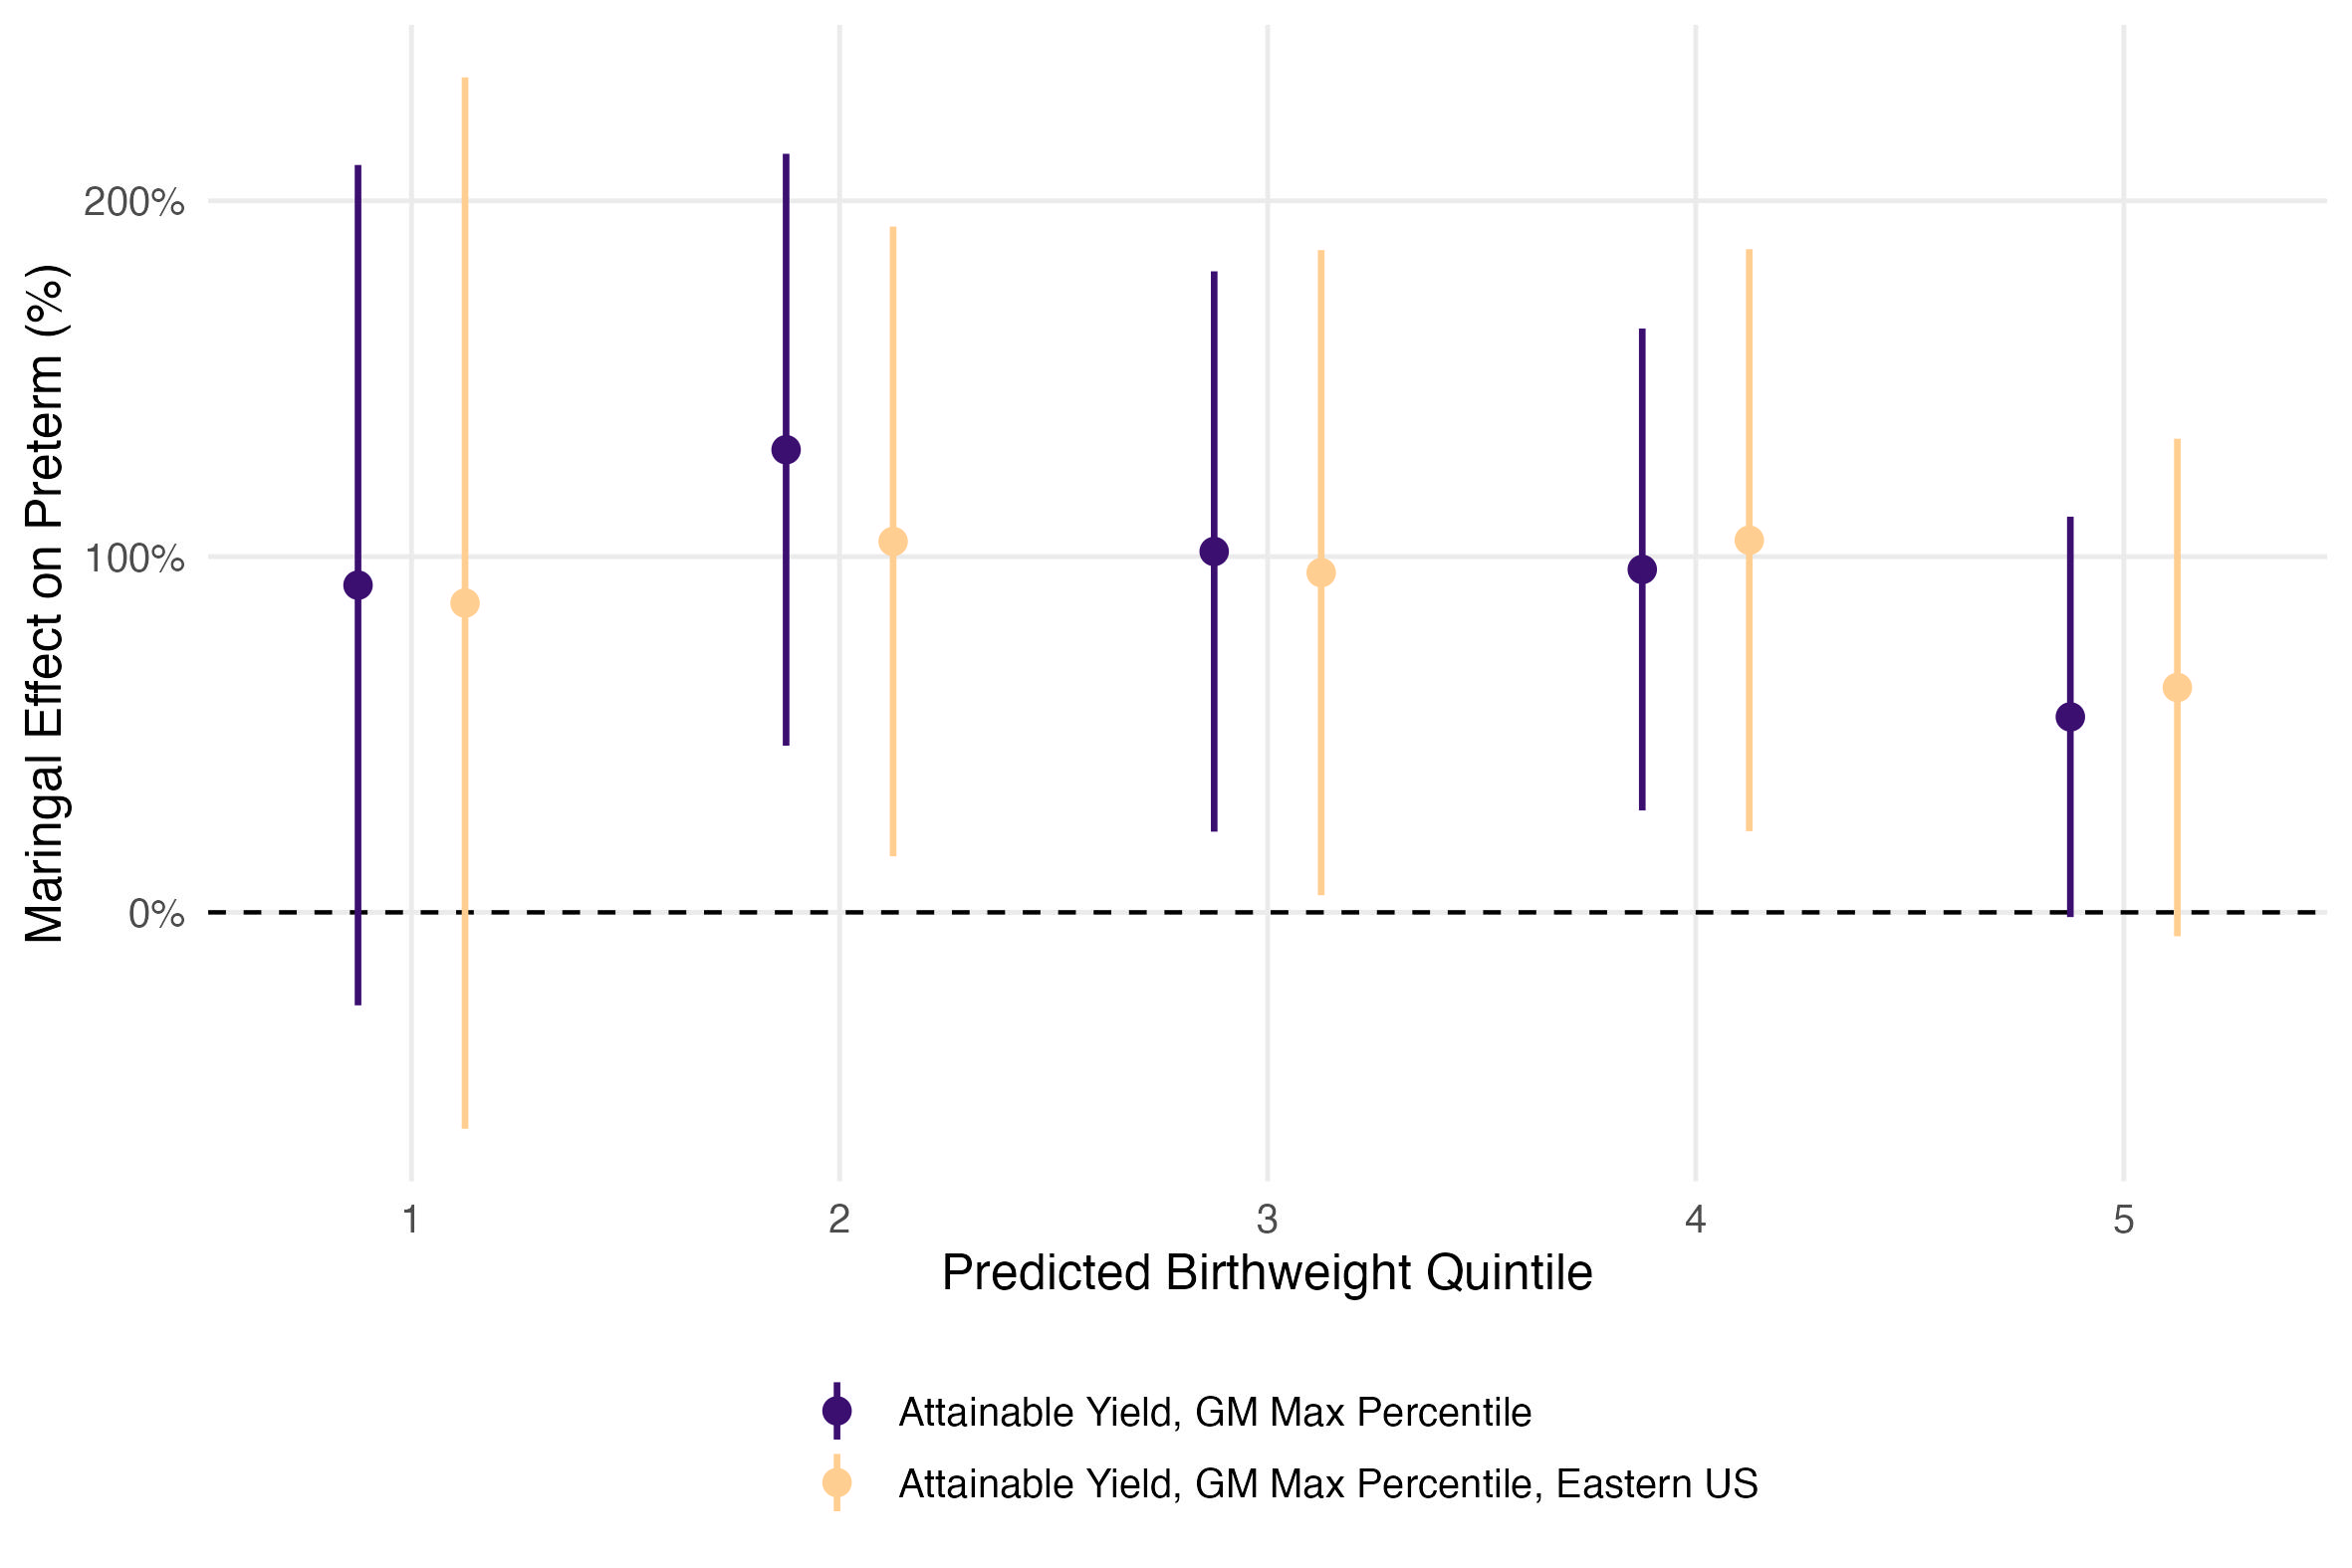 Maringal Effect on Preterm (%)
200%
100%
0%
1 2 3 4 5
Predicted Birthweight Quintile
Attainable Yield, GM Max Percentile
Attainable Yield, GM Max Percentile, Eastern US